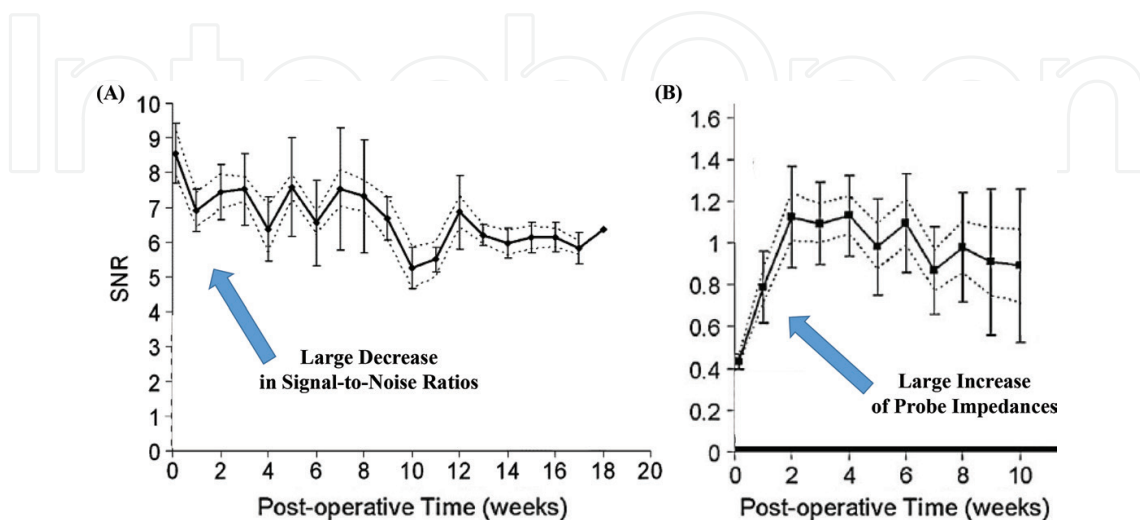 IntechOpen
(A)
10
9
8
7
6
5
4
3
2
1
0
SNR
Large Decrease
in Signal-to-Noise Ratios
0 2 4 6 8 10 12 14 16 18 20
Post-operative Time (weeks)
(B)
1.6
1.4
1.2
1
0.8
0.6
0.4
0.2
0
Large Increase
of Probe Impedances
0 2 4 6 8 10
Post-operative Time (weeks)